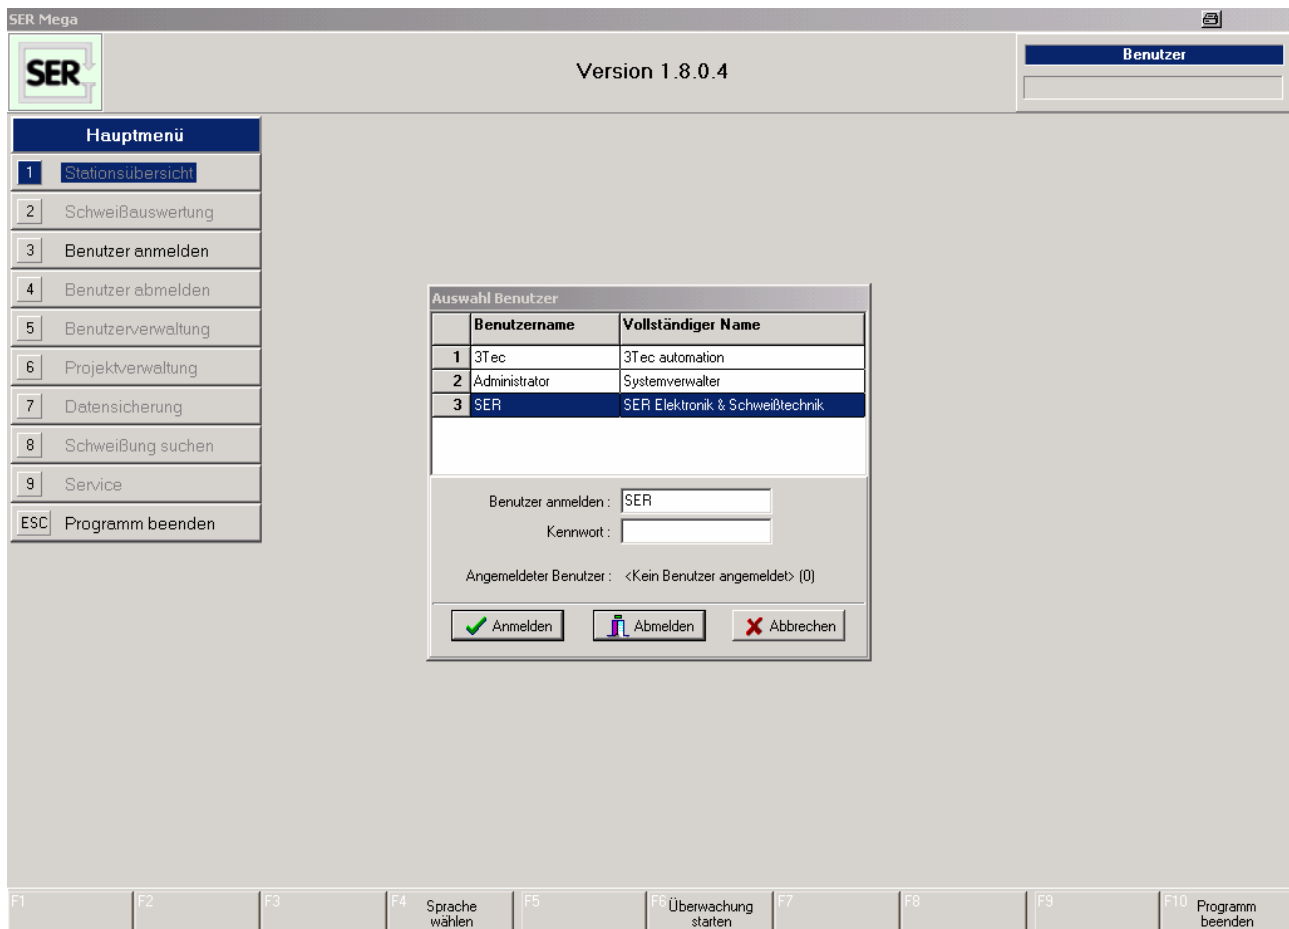 SER Mega
SER
Version 1.8.0.4
Benutzer
Hauptmenü
1 Stationsübersicht
2 Schweißauswertung
3 Benutzer anmelden
4 Benutzer abmelden
5 Benutzerverwaltung
6 Projektverwaltung
7 Datensicherung
8 Schweißung suchen
9 Service
ESC Programm beenden
Auswahl Benutzer
Benutzername Vollständiger Name
1 3Tec 3Tec automation
2 Administrator Systemverwalter
3 SER SER Elektronik & Schweißtechnik
Benutzer anmelden : SER
Kennwort :
Angemeldeter Benutzer : <Kein Benutzer angemeldet> (0)
Anmelden Abmelden Abbrechen
F1 F2 F3 F4 Sprache F5 F6 Überwachung F7 F8 F9 F10 Programm
wählen starten beenden